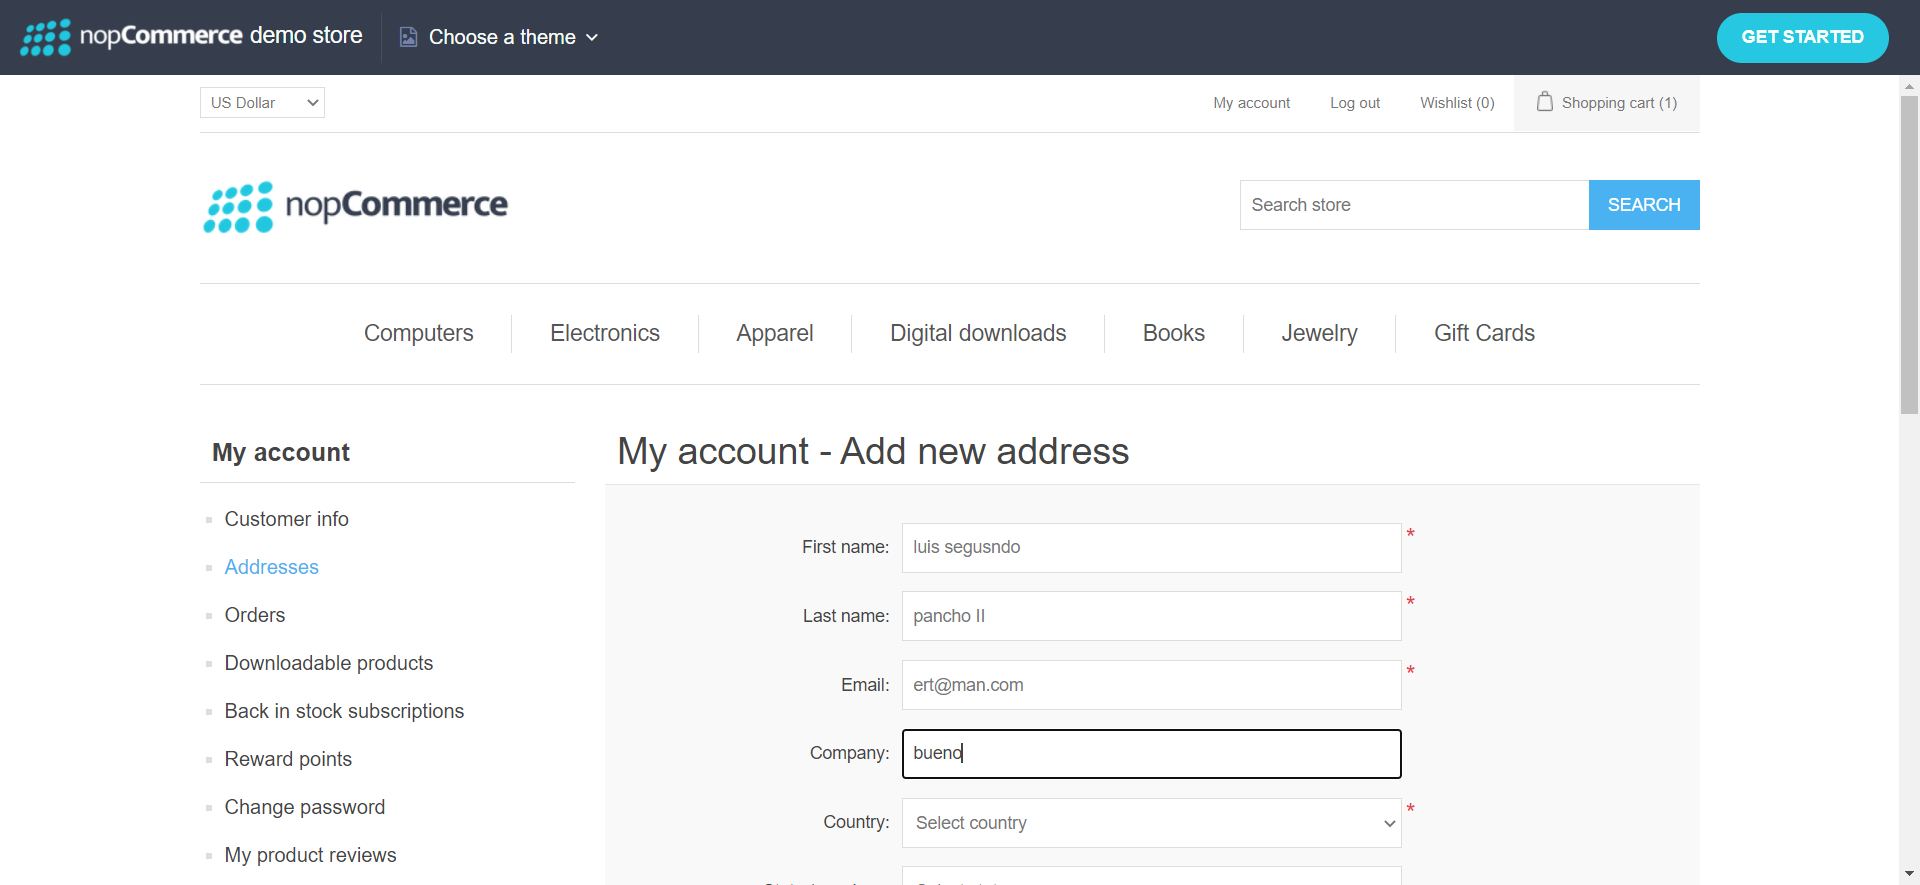 nopCommerce demo store
Choose a theme
GET STARTED
US Dollar
My account
Log out
Wishlist (0)
Shopping cart (1)
nopCommerce
Search store
SEARCH
Computers
Electronics
Apparel
Digital downloads
Books
Jewelry
Gift Cards
My account
Customer info
Addresses
Orders
Downloadable products
Back in stock subscriptions
Reward points
Change password
My product reviews
My account - Add new address
First name:
luis segusndo
*
Last name:
pancho II
*
Email:
ert@man.com
*
Company:
bueno
Country:
Select country
*